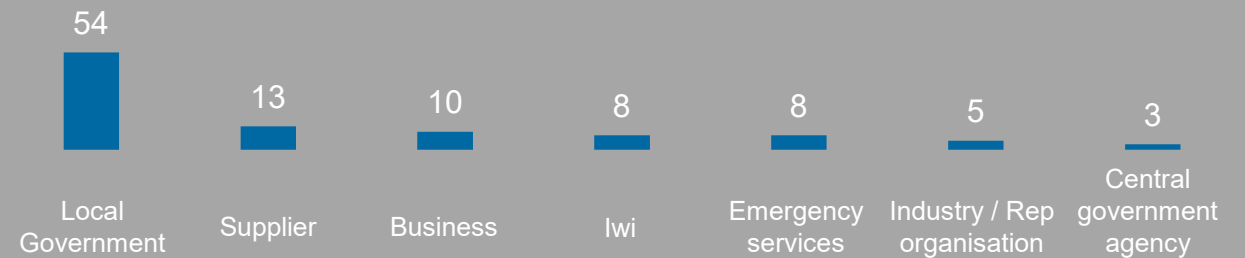 54
13
10
8
8
5
3
Local
Government
Supplier
Business
Iwi
Emergency
services
Industry / Rep
organisation
Central
government
agency